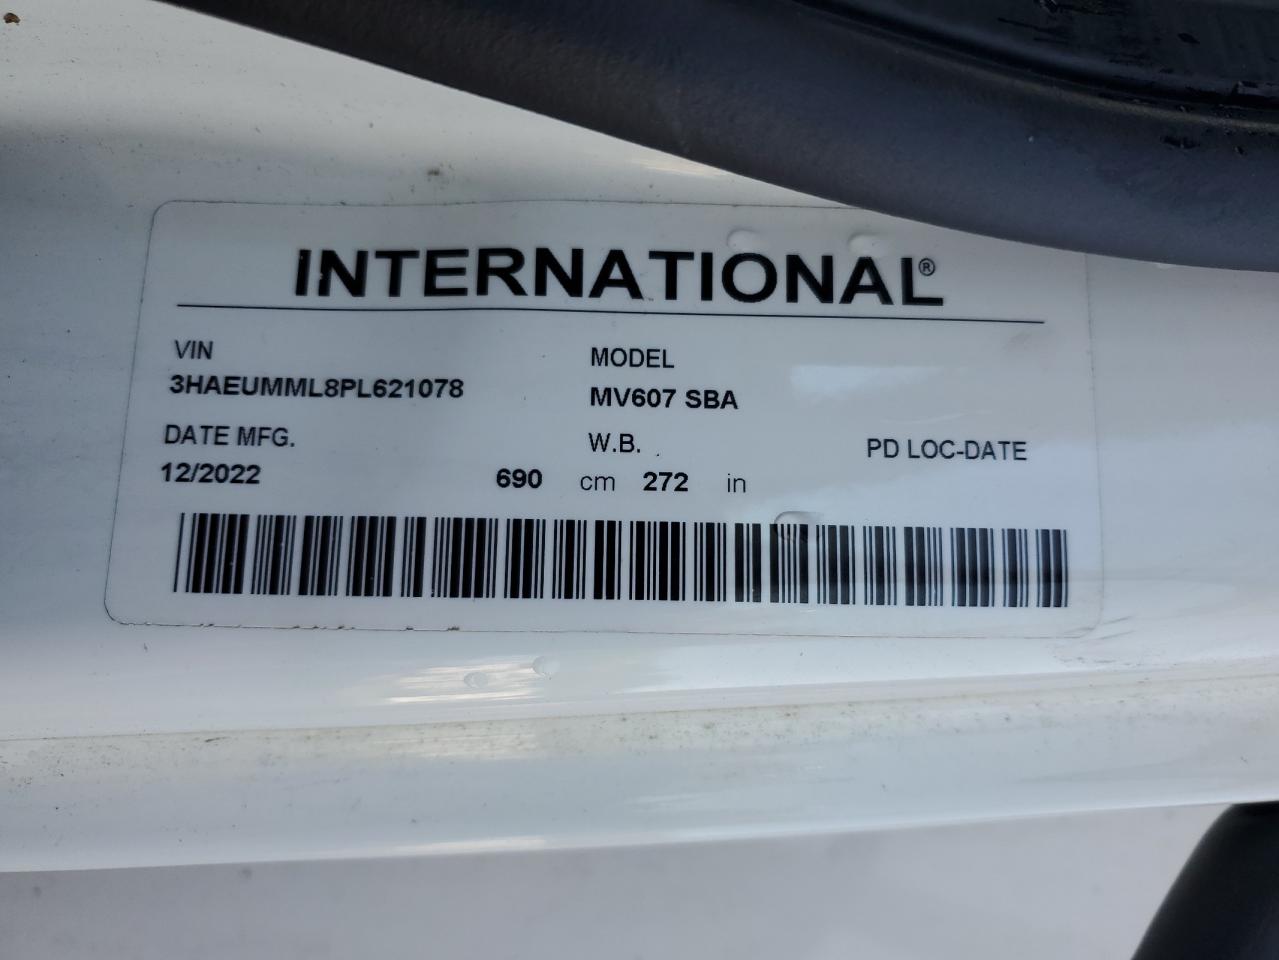 INTERNATIONAL®
VIN MODEL
3HAEUMML8PL621078 MV607 SBA
DATE MFG. W.B. PD LOC-DATE
12/2022 690 cm 272 in